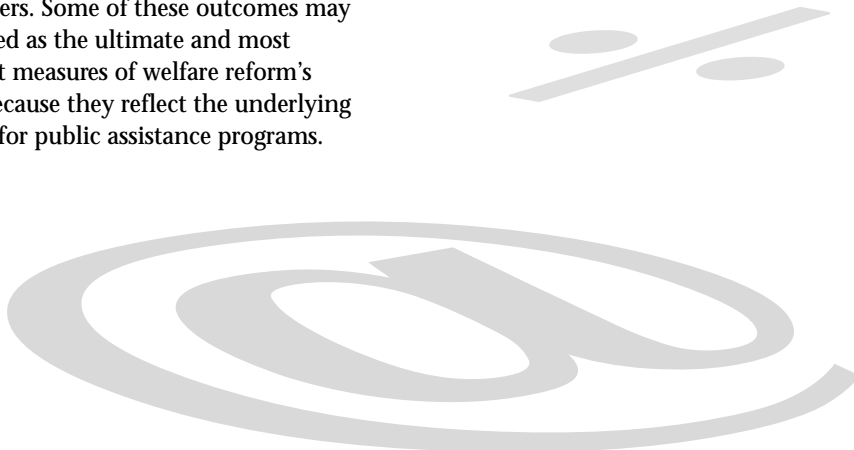 ers. Some of these outcomes may
ed as the ultimate and most
t measures of welfare reform's
ecause they reflect the underlying
for public assistance programs.
÷
@